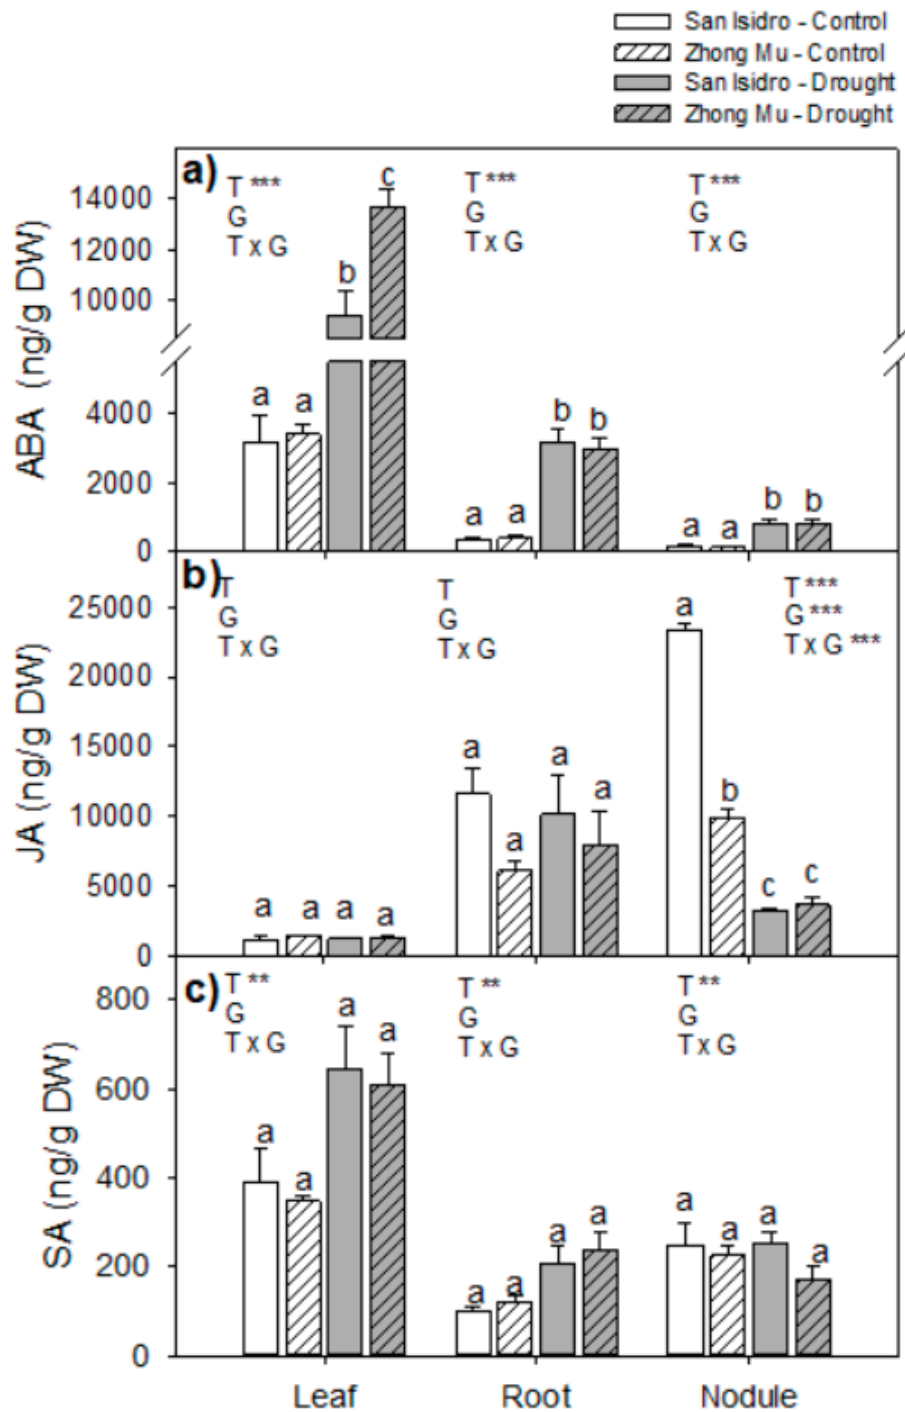 San Isidro - Control
Zhong Mu - Control
San Isidro - Drought
Zhong Mu - Drought
a)
T ***
G
T x G
T ***
G
T x G
T ***
G
T x G
ABA (ng/g DW)
14000
12000
10000
4000
2000
0
a
a
b
c
a
a
b
b
a
a
b
b
b)
T
G
T x G
T
G
T x G
T ***
G ***
T x G ***
JA (ng/g DW)
25000
20000
15000
10000
5000
0
a
a
a
a
a
a
a
a
a
b
c
c
c)
T **
G
T x G
T **
G
T x G
T **
G
T x G
SA (ng/g DW)
800
600
400
200
0
a
a
a
a
a
a
a
a
a
a
a
a
Leaf
Root
Nodule